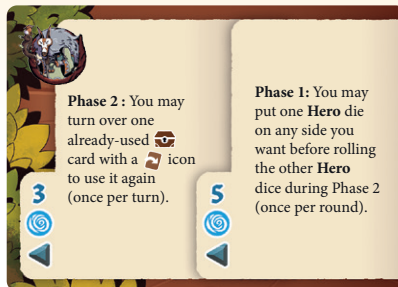 Phase 2 : You may
turn over one
already-used
card with a icon
to use it again
(once per turn).
3
Phase 1: You may
put one Hero die
on any side you
want before rolling
the other Hero
dice during Phase 2
(once per round).
5